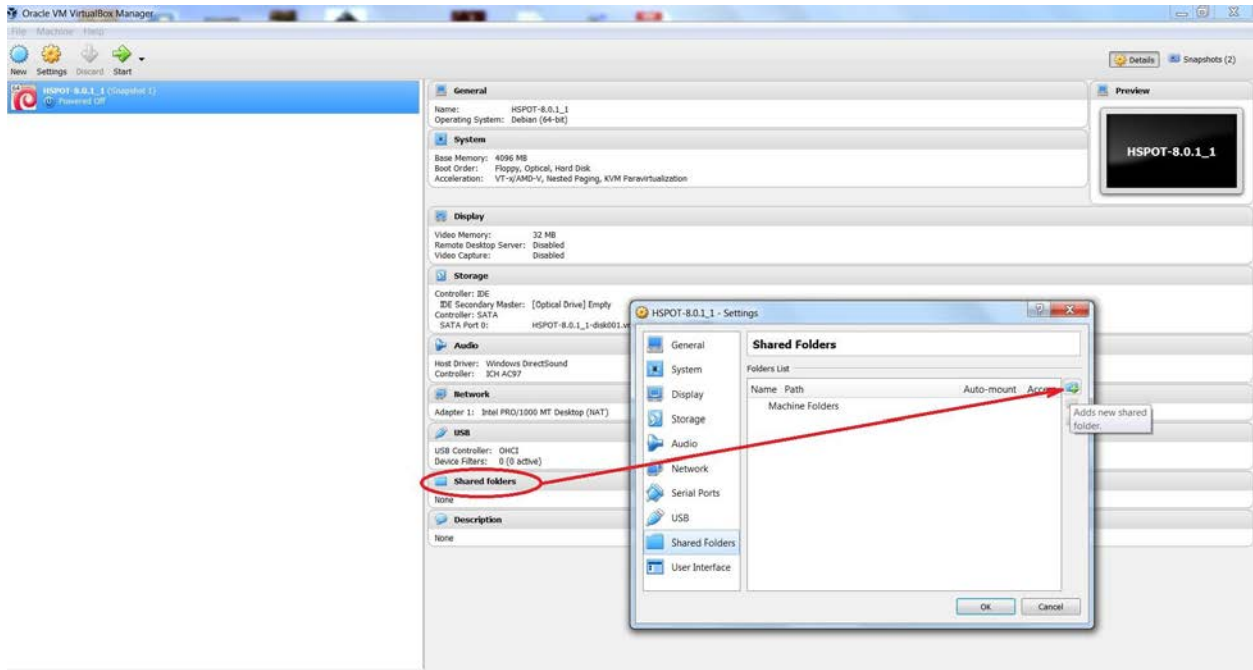 Oracle VM VirtualBox Manager
File Machine Help
New Settings Discard Start
Details Snapshots (2)
64
HSPOT-8.0.1_1 (Snapshot 1)
Powered Off
General
Name: HSPOT-8.0.1_1
Operating System: Debian (64-bit)
System
Base Memory: 4096 MB
Boot Order: Floppy, Optical, Hard Disk
Acceleration: VT-x/AMD-V, Nested Paging, KVM Paravirtualization
Preview
HSPOT-8.0.1_1
Display
Video Memory: 32 MB
Remote Desktop Server: Disabled
Video Capture: Disabled
Storage
Controller: IDE
IDE Secondary Master: [Optical Drive] Empty
Controller: SATA
SATA Port 0: HSPOT-8.0.1_1-disk001.v
Audio
Host Driver: Windows DirectSound
Controller: ICH AC97
Network
Adapter 1: Intel PRO/1000 MT Desktop (NAT)
USB
USB Controller: OHCI
Device Filters: 0 (0 active)
Shared folders
None
Description
None
HSPOT-8.0.1_1 - Settings
General
System
Display
Storage
Audio
Network
Serial Ports
USB
Shared Folders
User Interface
Shared Folders
Folders List
Name Path Auto-mount Acce
Machine Folders
Adds new shared
folder.
OK Cancel